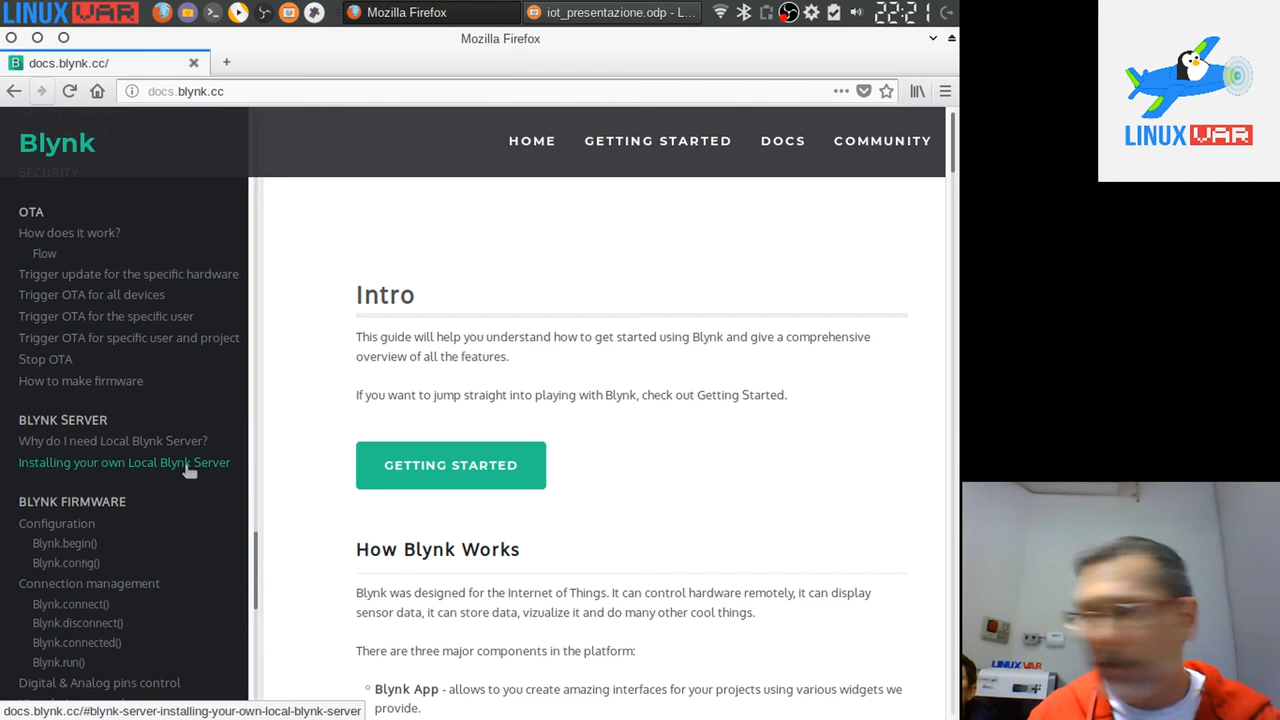 LINUX VAR
Mozilla Firefox
iot_presentazione.odp - L...
22:21
Mozilla Firefox
docs.blynk.cc/
docs.blynk.cc
Blynk
HOME GETTING STARTED DOCS COMMUNITY
SECURITY
OTA
How does it work?
Flow
Trigger update for the specific hardware
Trigger OTA for all devices
Trigger OTA for the specific user
Trigger OTA for specific user and project
Stop OTA
How to make firmware
BLYNK SERVER
Why do I need Local Blynk Server?
Installing your own Local Blynk Server
BLYNK FIRMWARE
Configuration
Blynk.begin()
Blynk.config()
Connection management
Blynk.connect()
Blynk.disconnect()
Blynk.connected()
Blynk.run()
Digital & Analog pins control
docs.blynk.cc/#blynk-server-installing-your-own-local-blynk-server
Intro
This guide will help you understand how to get started using Blynk and give a comprehensive
overview of all the features.
If you want to jump straight into playing with Blynk, check out Getting Started.
GETTING STARTED
How Blynk Works
Blynk was designed for the Internet of Things. It can control hardware remotely, it can display
sensor data, it can store data, vizualize it and do many other cool things.
There are three major components in the platform:
Blynk App - allows to you create amazing interfaces for your projects using various widgets we
provide.
LINUX VAR
LINUX VAR